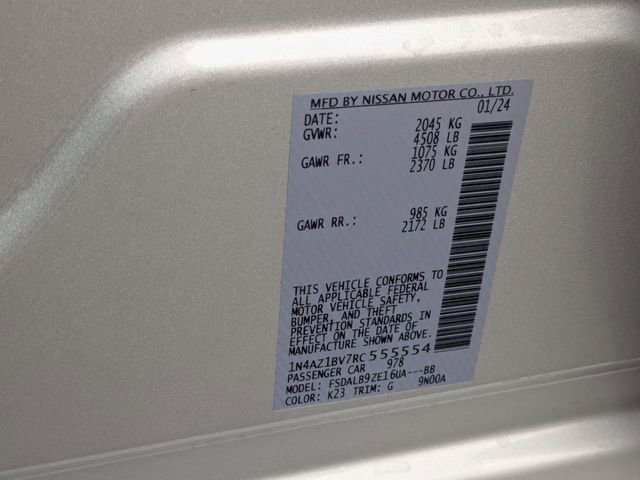 MFD BY NISSAN MOTOR CO., LTD.
DATE: 01/24
GVWR: 2045 KG
4508 LB
GAWR FR.: 1075 KG
2370 LB
GAWR RR.: 985 KG
2172 LB
THIS VEHICLE CONFORMS TO
ALL APPLICABLE FEDERAL
MOTOR VEHICLE SAFETY,
BUMPER, AND THEFT
PREVENTION STANDARDS IN
EFFECT ON THE DATE OF
MANUFACTURE SHOWN ABOVE.
1N4AZ1BV7RC555554
PASSENGER CAR 978
MODEL: FSDALB9ZE16UA---BB
COLOR: K23 TRIM: G 9N00A